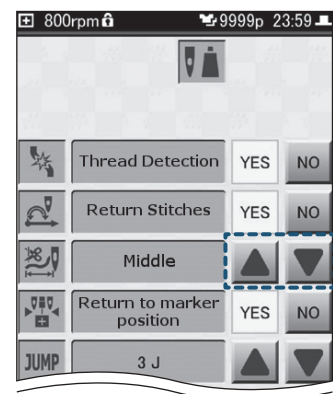 800rpm 9999p 23:59
Thread Detection YES NO
Return Stitches YES NO
Middle
Return to marker
position YES NO
JUMP 3 J